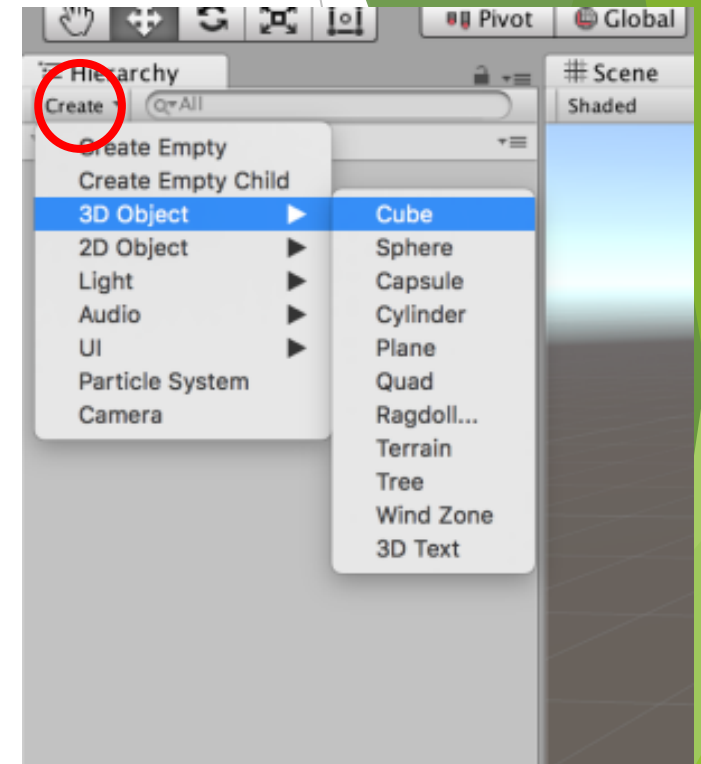 Pivot Global
Hierarchy
# Scene
Create All
Shaded
Create Empty
Create Empty Child
3D Object
Cube
2D Object
Sphere
Light
Capsule
Audio
Cylinder
UI
Plane
Particle System
Quad
Camera
Ragdoll...
Terrain
Tree
Wind Zone
3D Text